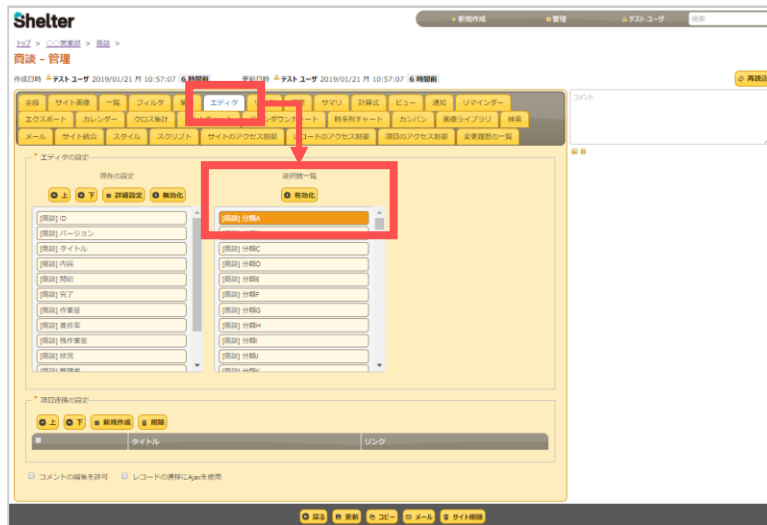 Shelter
新規作成 管理 テスト ユーザ 検索
トップ > 〇〇営業部 > 商談 >
商談 - 管理
作成日時 テスト ユーザ 2019/01/21 月 10:57:07 6 時間前 更新日時 テスト ユーザ 2019/01/21 月 10:57:07 6 時間前
再読込
全般 サイト画像 一覧 フィルタ エディタ サマリ 計算式 ビュー 通知 リマインダー
エクスポート カレンダー クロス集計 時系列チャート カンバン 画像ライブラリ 検索
メール サイト統合 スタイル スクリプト サイトのアクセス制御 レコードのアクセス制御 項目のアクセス制御 変更履歴の一覧
コメント
エディタの設定
現在の設定
上 下 詳細設定 無効化
[商談] ID
[商談] バージョン
[商談] タイトル
[商談] 内容
[商談] 開始
[商談] 完了
[商談] 作業量
[商談] 進捗率
[商談] 残作業量
[商談] 状況
[商談] 管理者
選択肢一覧
有効化
[商談] 分類A
[商談] 分類C
[商談] 分類D
[商談] 分類E
[商談] 分類F
[商談] 分類G
[商談] 分類H
[商談] 分類I
[商談] 分類J
[商談] 分類K
項目連携の設定
上 下 新規作成 削除
タイトル リンク
コメントの編集を許可 レコードの遷移にAjaxを使用
戻る 更新 コピー メール サイト削除